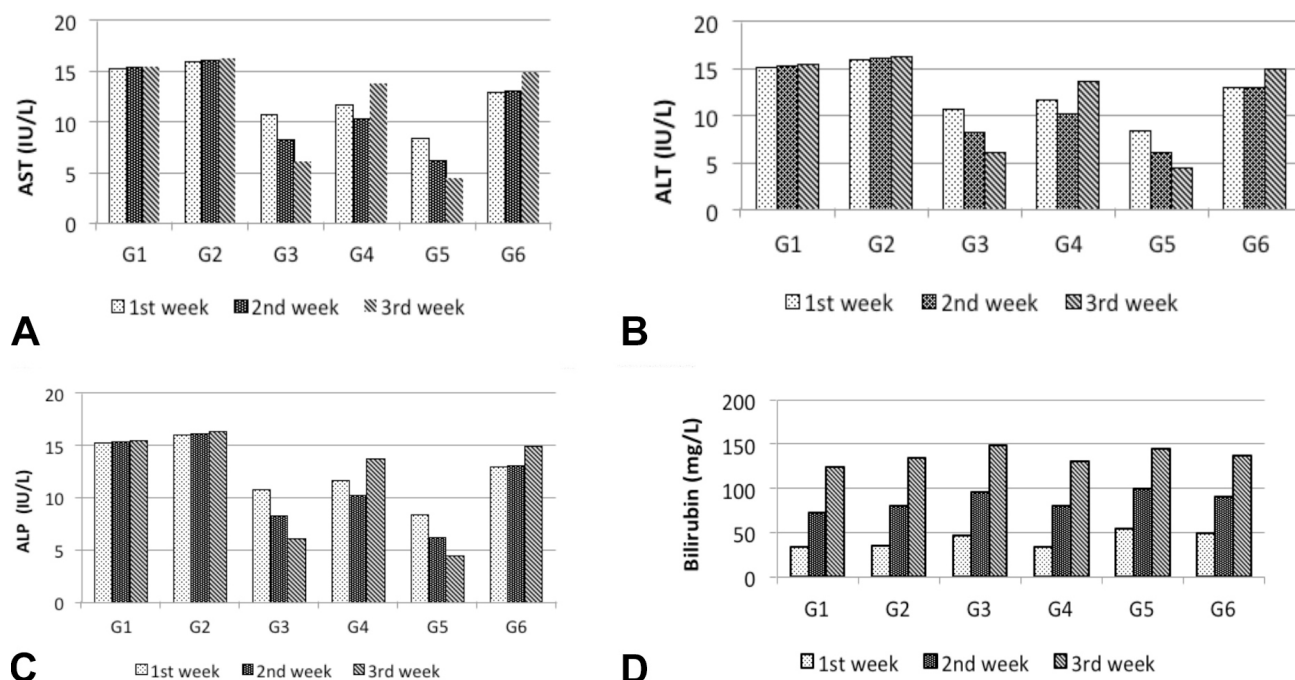 AST (IU/L)
20
15
10
5
0
G1 G2 G3 G4 G5 G6
1st week 2nd week 3rd week
A
ALT (IU/L)
20
15
10
5
0
G1 G2 G3 G4 G5 G6
1st week 2nd week 3rd week
B
ALP (IU/L)
20
15
10
5
0
G1 G2 G3 G4 G5 G6
1st week 2nd week 3rd week
C
Bilirubin (mg/L)
200
150
100
50
0
G1 G2 G3 G4 G5 G6
1st week 2nd week 3rd week
D